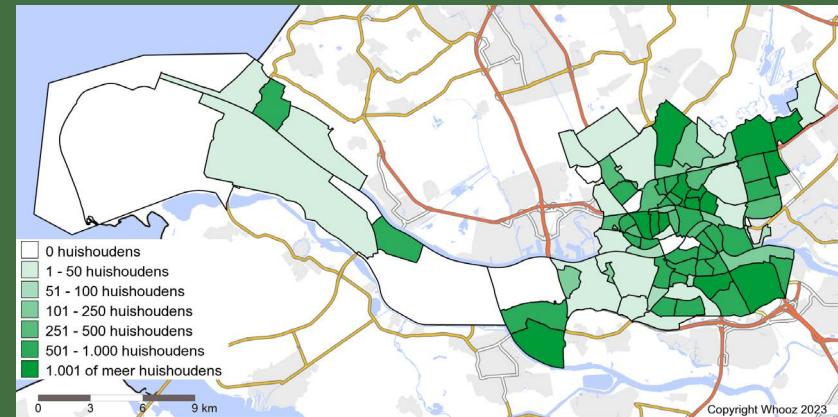 0 huishoudens
1 - 50 huishoudens
51 - 100 huishoudens
101 - 250 huishoudens
251 - 500 huishoudens
501 - 1.000 huishoudens
1.001 of meer huishoudens
0 3 6 9 km
Copyright Whooz 2023